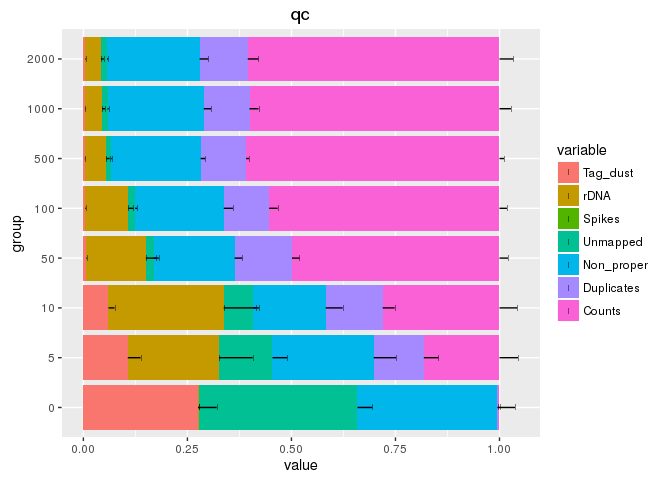 qc
group
2000
1000
500
100
50
10
5
0
0.00 0.25 0.50 0.75 1.00
value
variable
Tag_dust
rDNA
Spikes
Unmapped
Non_proper
Duplicates
Counts